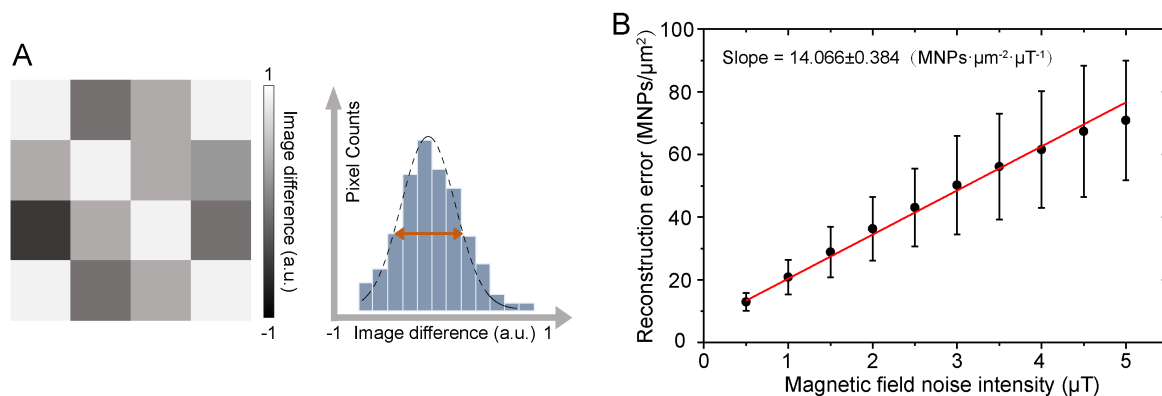 A
1
Image difference (a.u.)
-1
Pixel Counts
-1
Image difference (a.u.)
1
B
Slope = 14.066±0.384（MNPs·μm⁻²·μT⁻¹）
Reconstruction error (MNPs/μm²)
100
80
60
40
20
0
0
1
2
3
4
5
Magnetic field noise intensity (μT)